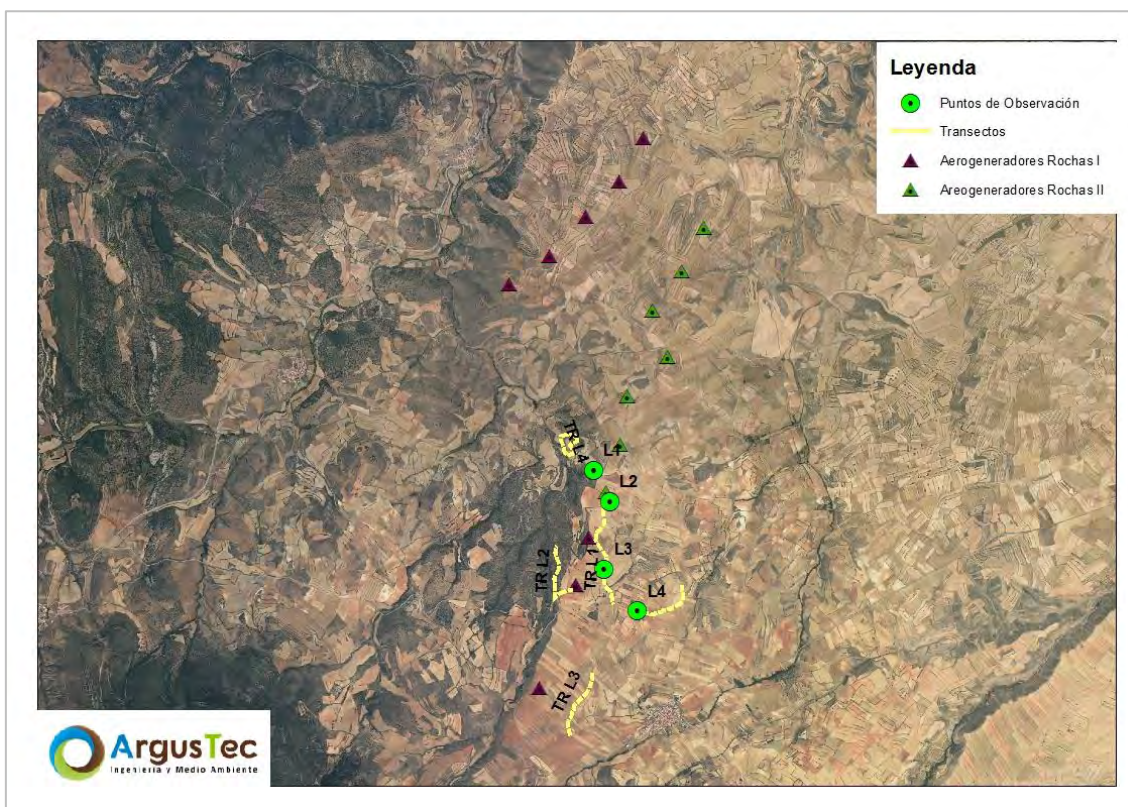 Leyenda
Puntos de Observación
Transectos
Aerogeneradores Rochas I
Areogeneradores Rochas II
TR L4
L1
L2
L3
TR L2
TR L1
L4
TR L3
ArgusTec
Ingeniería y Medio Ambiente